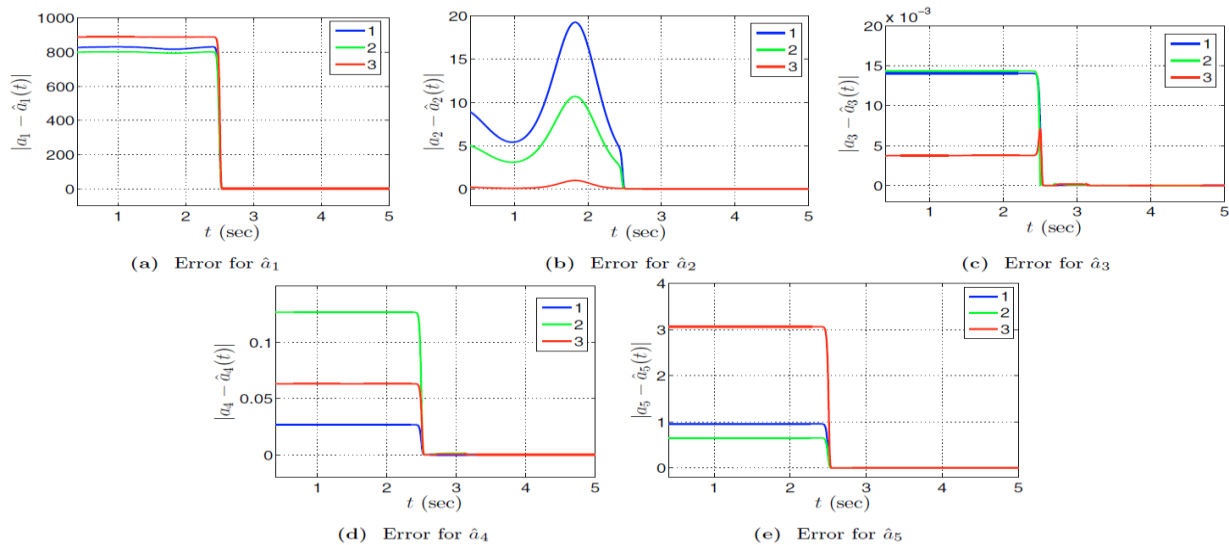 1000
800
600
400
200
0
|a₁ − â₁(t)|
1
2
3
1 2 3 4 5
t (sec)
(a) Error for â₁
20
15
10
5
0
|a₂ − â₂(t)|
1
2
3
1 2 3 4 5
t (sec)
(b) Error for â₂
x 10⁻³
15
10
5
0
|a₃ − â₃(t)|
1
2
3
1 2 3 4 5
t (sec)
(c) Error for â₃
0.1
0.05
0
|a₄ − â₄(t)|
1
2
3
1 2 3 4 5
t (sec)
(d) Error for â₄
4
3
2
1
0
|a₅ − â₅(t)|
1
2
3
1 2 3 4 5
t (sec)
(e) Error for â₅